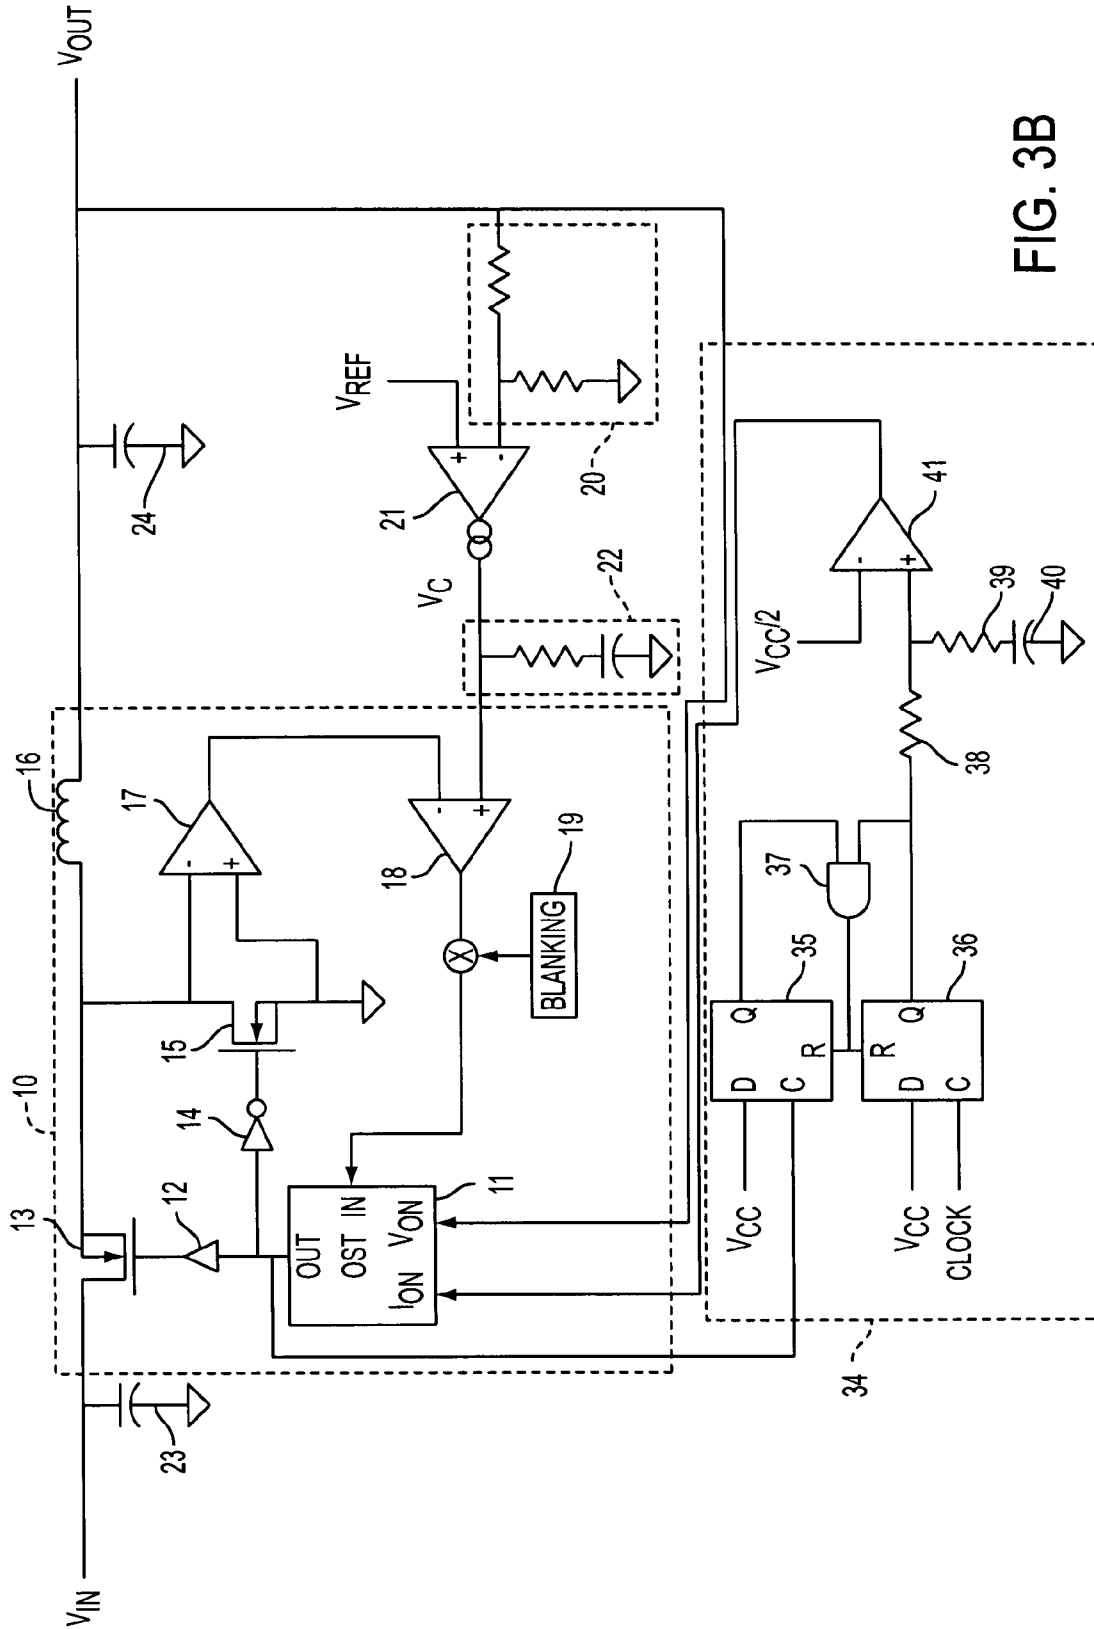 10
VIN
23
13
12
14
15
16
17
24
VOUT
OUT
OST IN
ION VON
11
18
BLANKING
19
VC
22
21
VREF
20
34
VCC
D Q
C R
35
37
VCC
CLOCK
R
D Q
C
36
38
VCC/2
39
40
41
FIG. 3B
- +
- +
+ -
- +
X